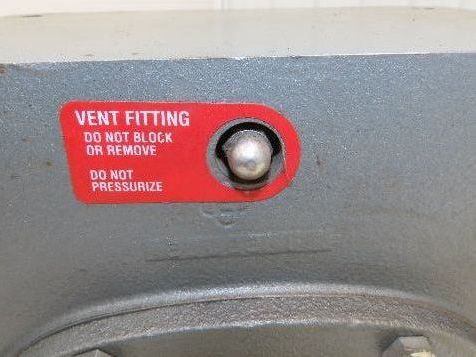 VENT FITTING
DO NOT BLOCK
OR REMOVE
DO NOT
PRESSURIZE